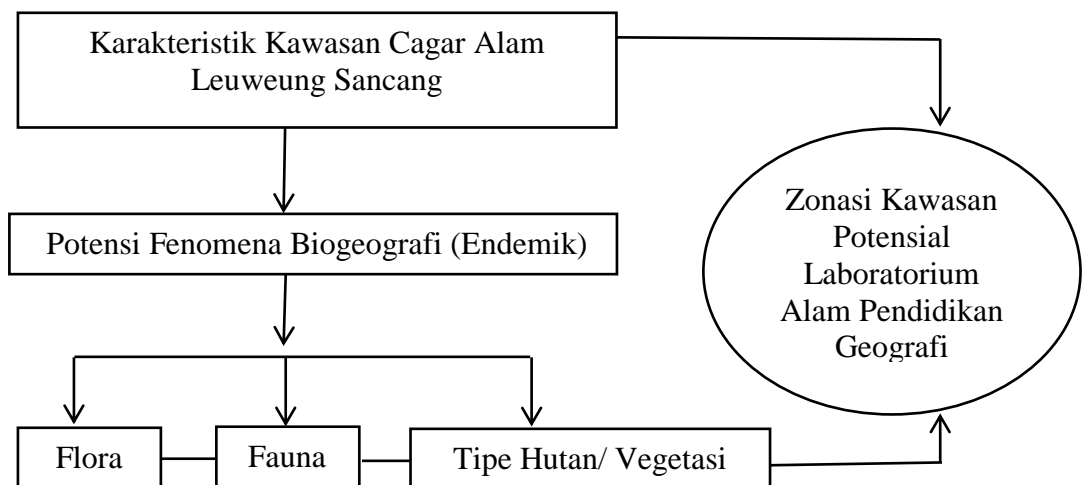 Karakteristik Kawasan Cagar Alam
Leuweung Sancang
Potensi Fenomena Biogeografi (Endemik)
Zonasi Kawasan
Potensial
Laboratorium
Alam Pendidikan
Geografi
Flora
Fauna
Tipe Hutan/ Vegetasi